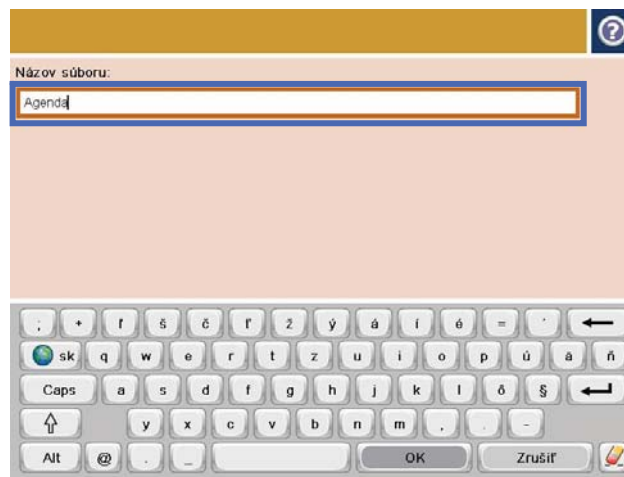 Názov súboru:
Agenda
; + ľ š č ť ž ý á í é = ´
sk q w e r t z u i o p ú ä ň
Caps a s d f g h j k l ô §
y x c v b n m , . -
Alt @ . _ OK Zrušiť